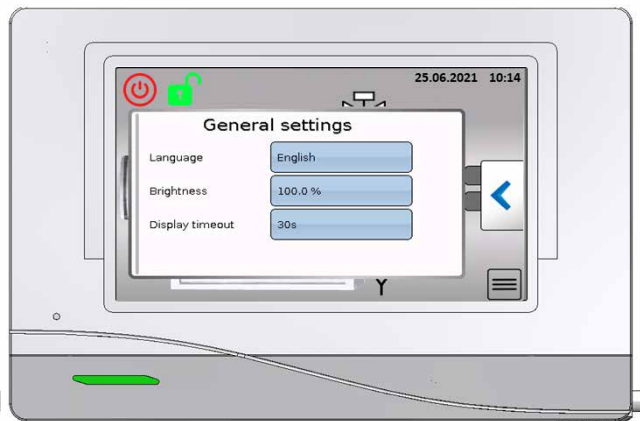 25.06.2021 10:14
General settings
Language English
Brightness 100.0 %
Display timeout 30s
Y